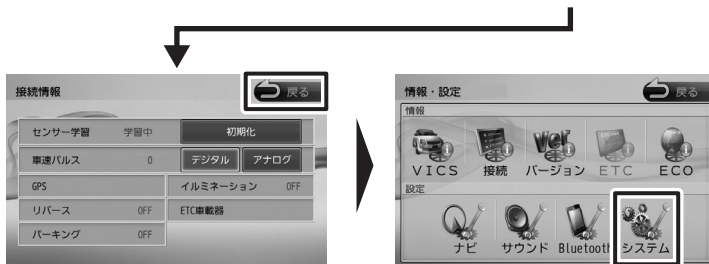 接続情報
戻る
センサー学習 学習中 初期化
車速パルス 0 デジタル アナログ
GPS イルミネーション OFF
リバース OFF ETC車載器
パーキング OFF
情報・設定
戻る
情報
VICS 接続 バージョン ETC ECO
Ver
設定
ナビ サウンド Bluetooth システム